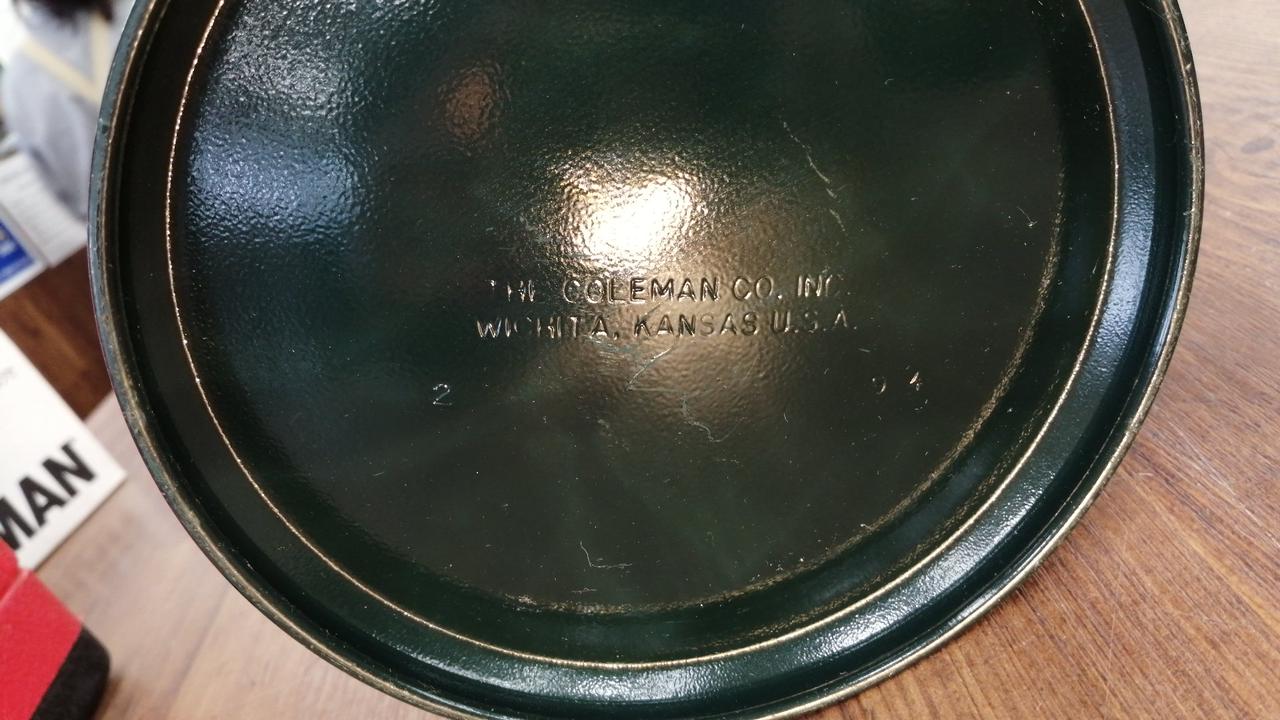 THE COLEMAN CO. INC.
WICHITA, KANSAS U.S.A.
2 94
MAN